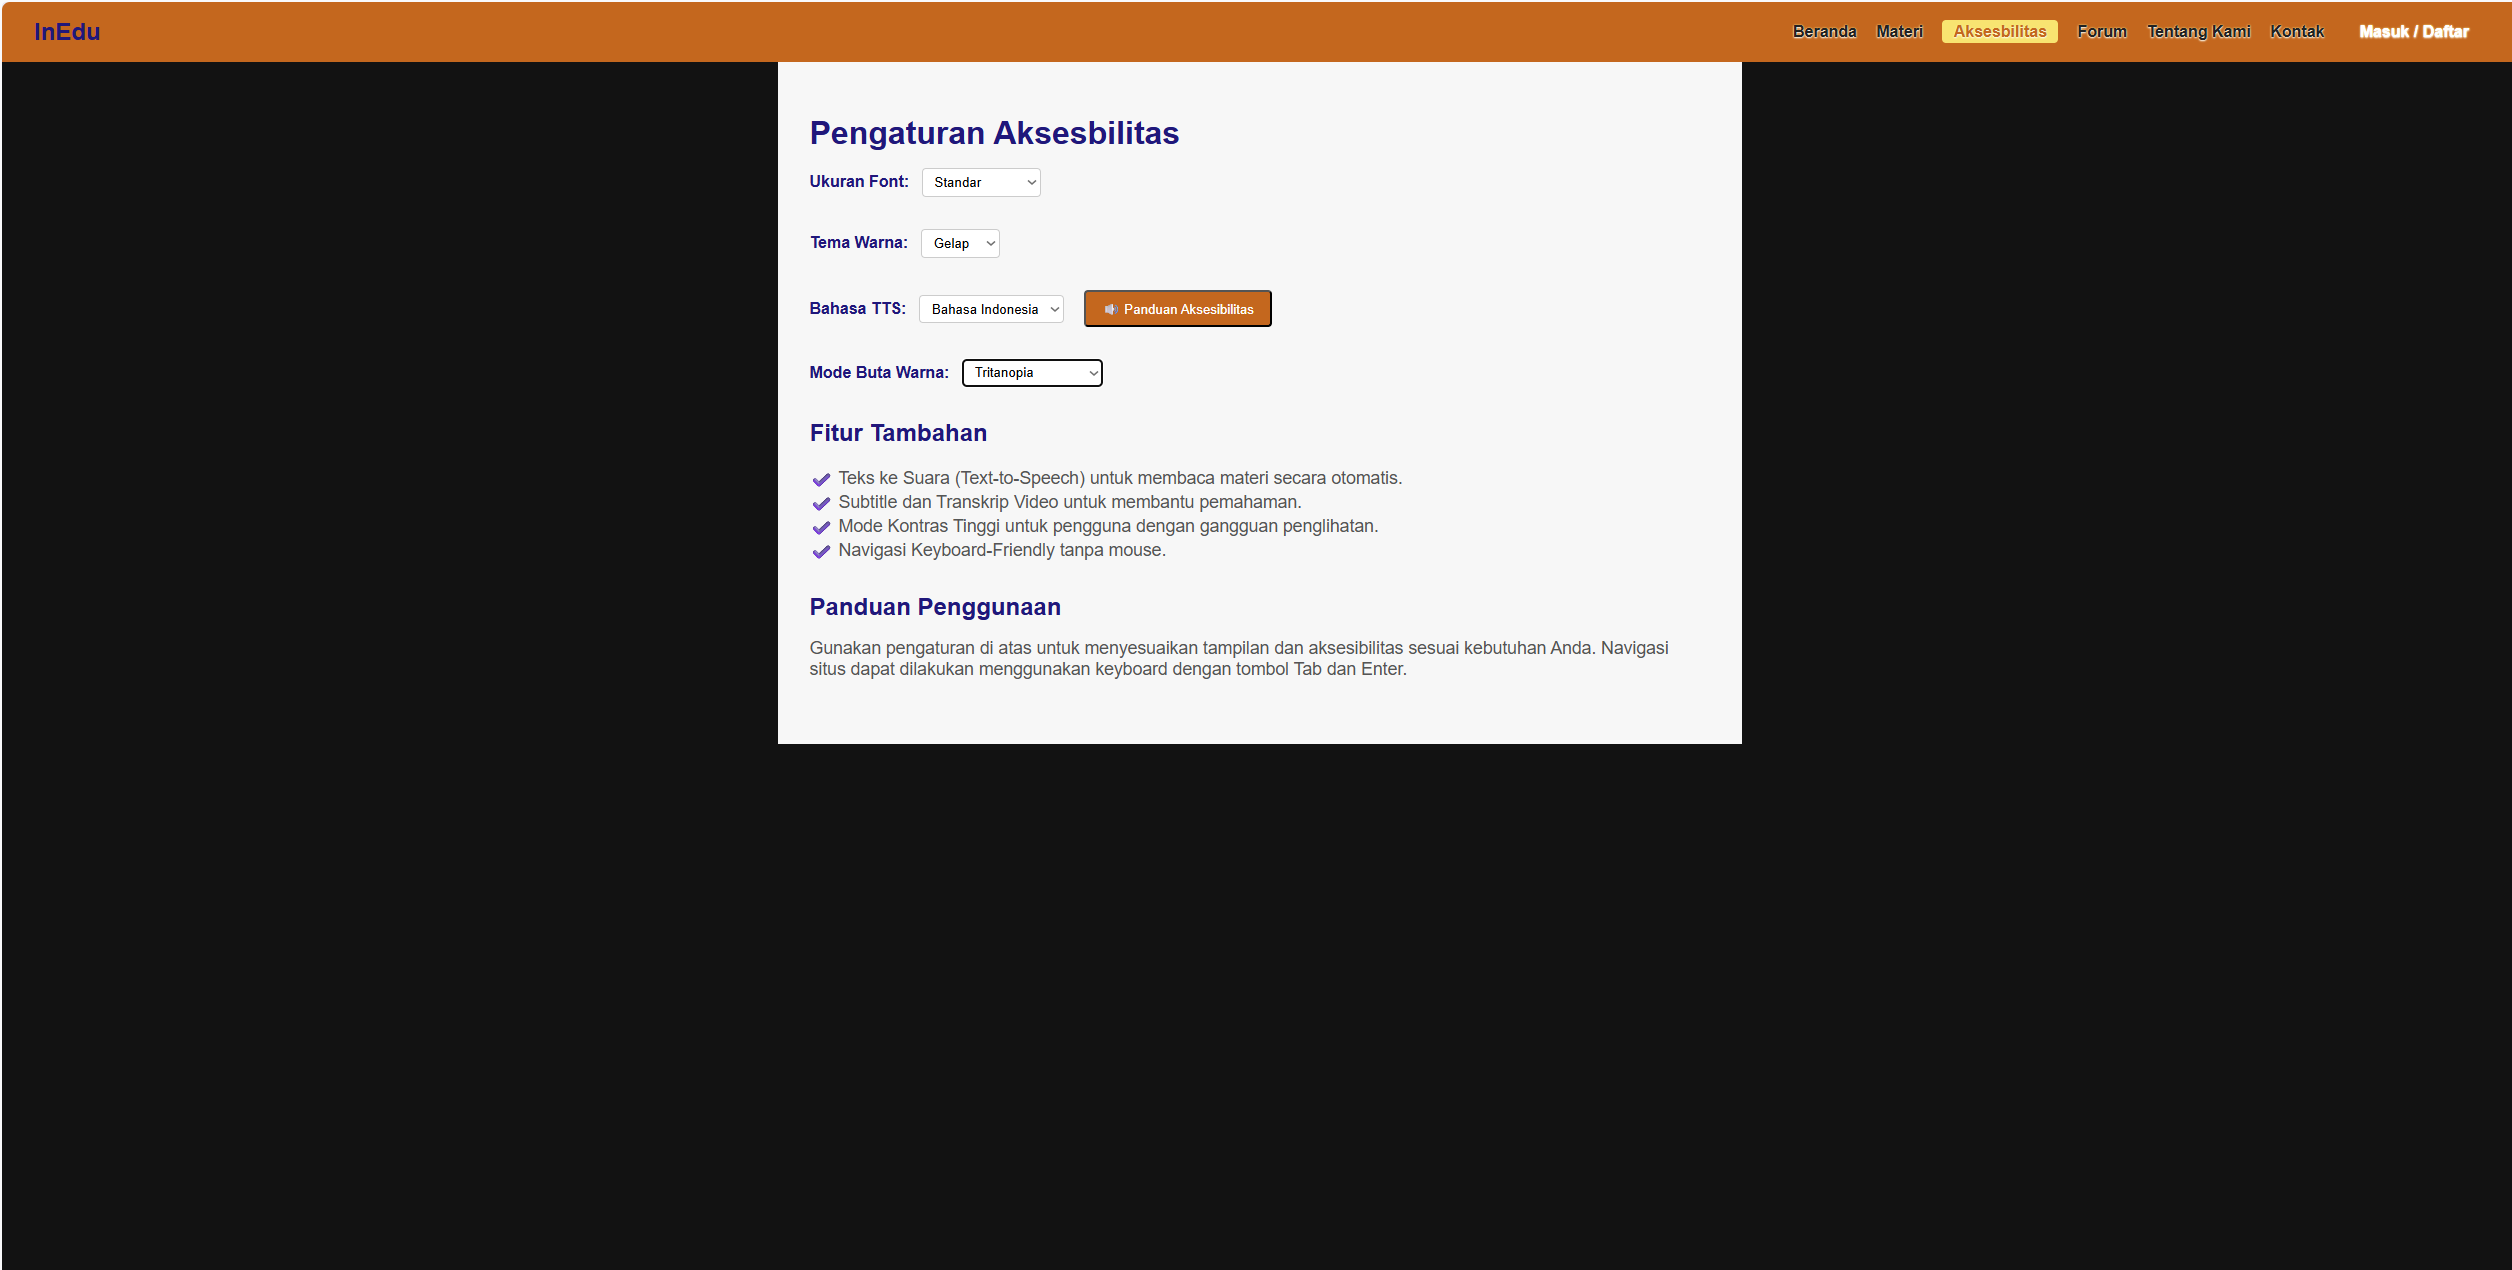 InEdu
Beranda Materi Aksesbilitas Forum Tentang Kami Kontak Masuk / Daftar
Pengaturan Aksesbilitas
Ukuran Font: Standar
Tema Warna: Gelap
Bahasa TTS: Bahasa Indonesia Panduan Aksesibilitas
Mode Buta Warna: Tritanopia
Fitur Tambahan
Teks ke Suara (Text-to-Speech) untuk membaca materi secara otomatis.
Subtitle dan Transkrip Video untuk membantu pemahaman.
Mode Kontras Tinggi untuk pengguna dengan gangguan penglihatan.
Navigasi Keyboard-Friendly tanpa mouse.
Panduan Penggunaan
Gunakan pengaturan di atas untuk menyesuaikan tampilan dan aksesibilitas sesuai kebutuhan Anda. Navigasi
situs dapat dilakukan menggunakan keyboard dengan tombol Tab dan Enter.